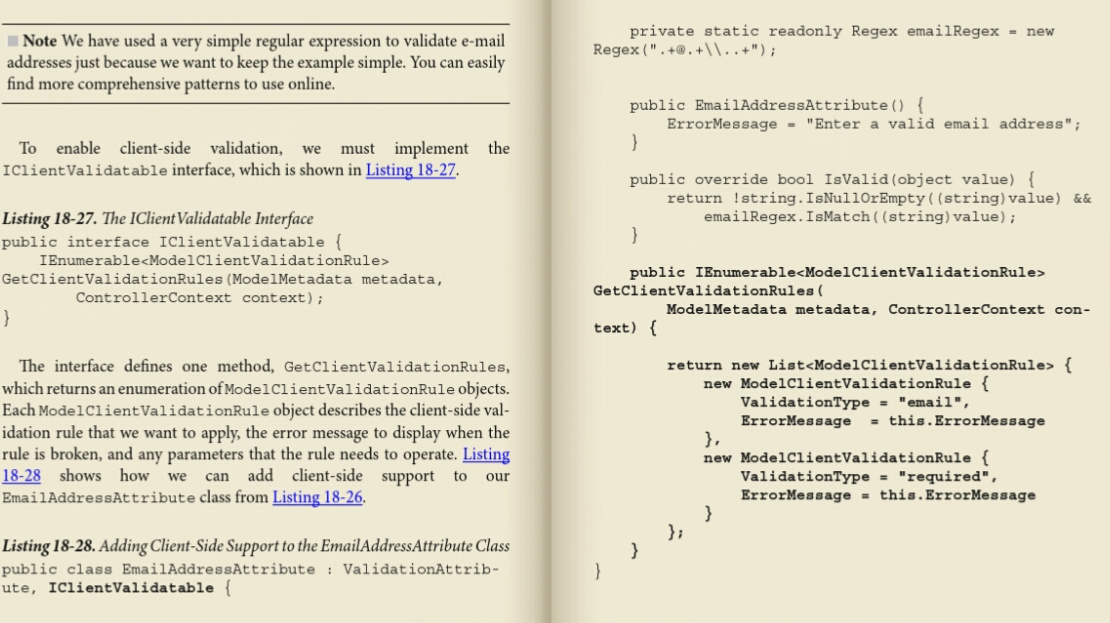 Note We have used a very simple regular expression to validate e-mail
addresses just because we want to keep the example simple. You can easily
find more comprehensive patterns to use online.
To enable client-side validation, we must implement the
IClientValidatable interface, which is shown in Listing 18-27.
Listing 18-27. The IClientValidatable Interface
public interface IClientValidatable {
    IEnumerable<ModelClientValidationRule>
GetClientValidationRules(ModelMetadata metadata,
        ControllerContext context);
}
The interface defines one method, GetClientValidationRules,
which returns an enumeration of ModelClientValidationRule objects.
Each ModelClientValidationRule object describes the client-side val-
idation rule that we want to apply, the error message to display when the
rule is broken, and any parameters that the rule needs to operate. Listing
18-28 shows how we can add client-side support to our
EmailAddressAttribute class from Listing 18-26.
Listing 18-28. Adding Client-Side Support to the EmailAddressAttribute Class
public class EmailAddressAttribute : ValidationAttrib-
ute, IClientValidatable {
    private static readonly Regex emailRegex = new
Regex(".+@.+\\..+");
    public EmailAddressAttribute() {
        ErrorMessage = "Enter a valid email address";
    }
    public override bool IsValid(object value) {
        return !string.IsNullOrEmpty((string)value) &&
            emailRegex.IsMatch((string)value);
    }
    public IEnumerable<ModelClientValidationRule>
GetClientValidationRules(
        ModelMetadata metadata, ControllerContext con-
text) {
        return new List<ModelClientValidationRule> {
            new ModelClientValidationRule {
                ValidationType = "email",
                ErrorMessage  = this.ErrorMessage
            },
            new ModelClientValidationRule {
                ValidationType = "required",
                ErrorMessage = this.ErrorMessage
            }
        };
    }
}